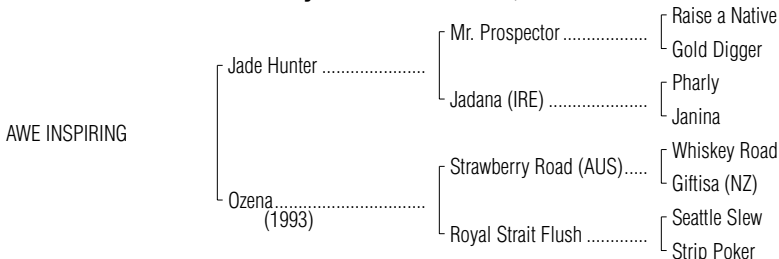 Raise a Native
Mr. Prospector ..................
Gold Digger
Jade Hunter ......................
Pharly
Jadana (IRE) .....................
Janina
AWE INSPIRING
Whiskey Road
Strawberry Road (AUS).....
Giftisa (NZ)
Ozena................................
(1993)
Seattle Slew
Royal Strait Flush .............
Strip Poker